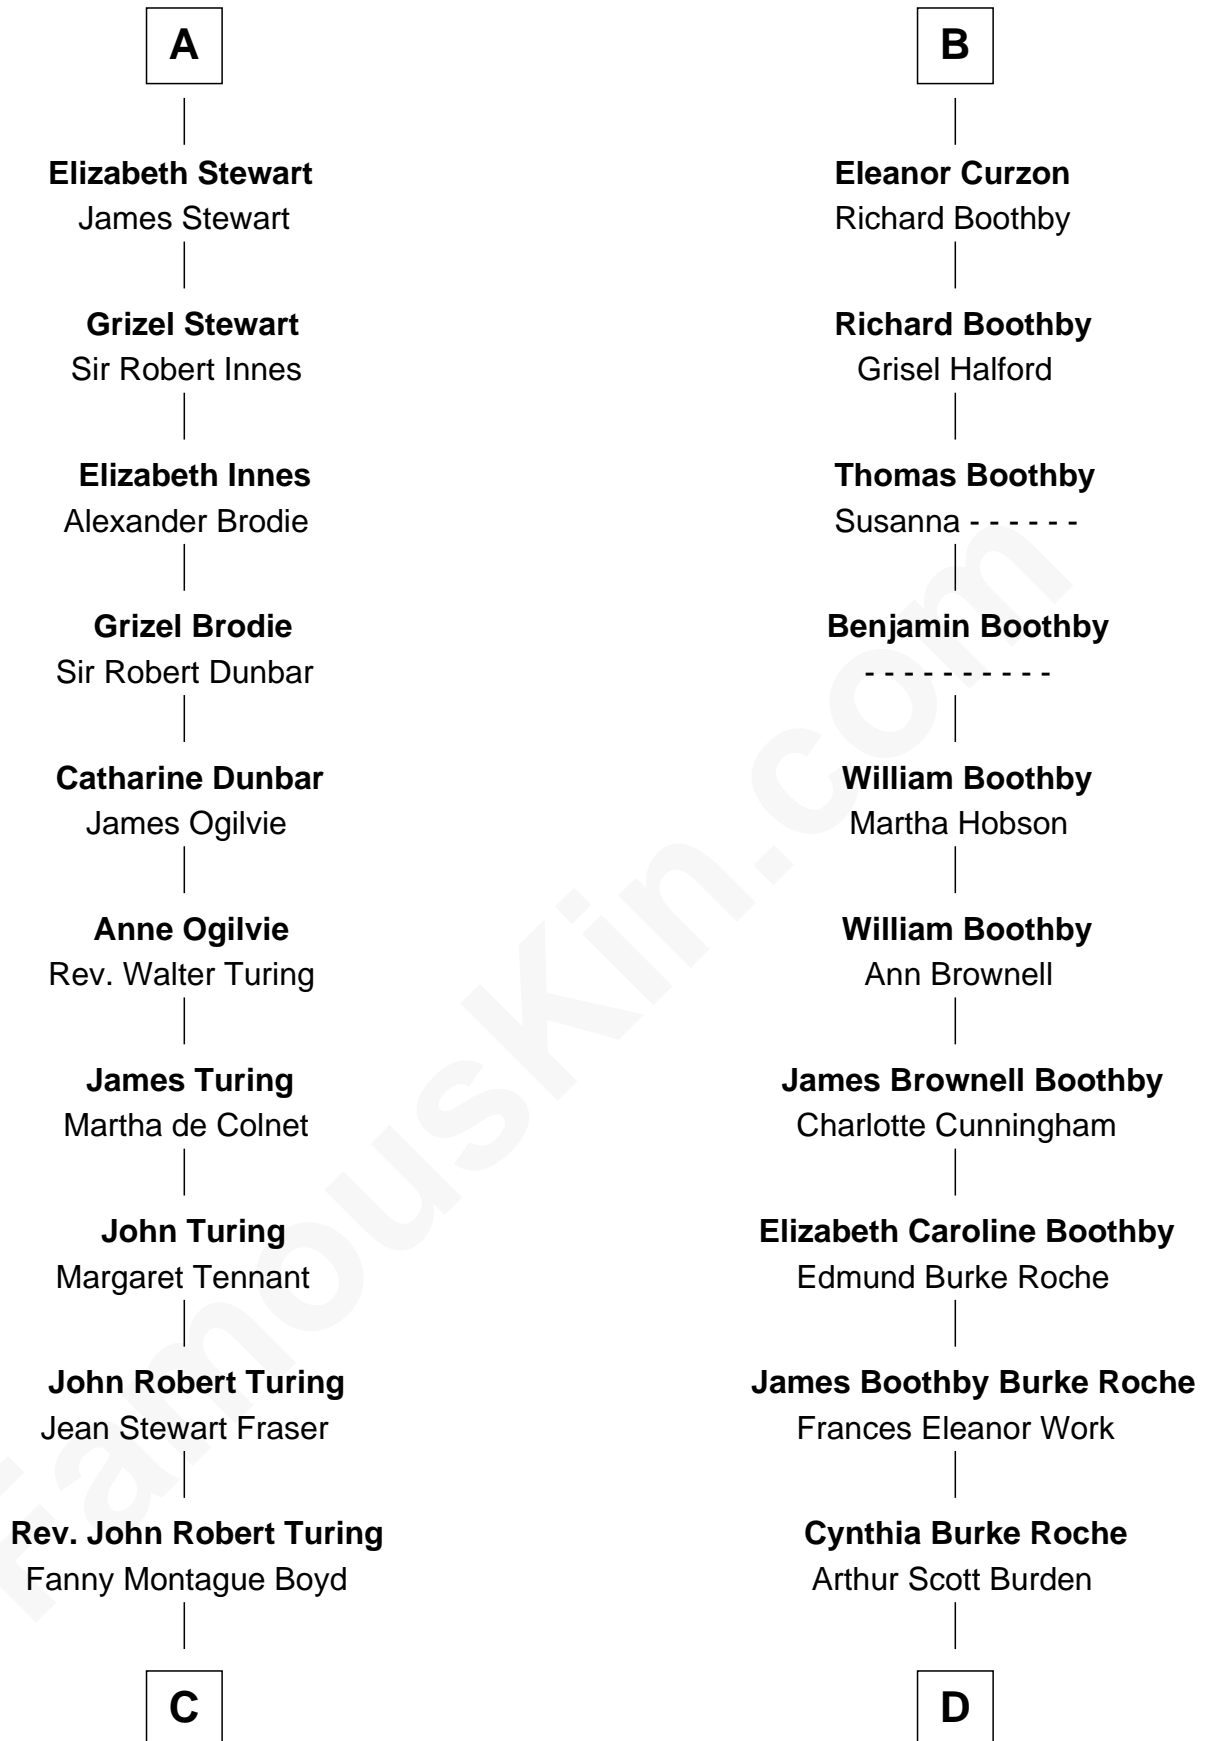 A
Elizabeth Stewart
James Stewart
Grizel Stewart
Sir Robert Innes
Elizabeth Innes
Alexander Brodie
Grizel Brodie
Sir Robert Dunbar
Catharine Dunbar
James Ogilvie
Anne Ogilvie
Rev. Walter Turing
James Turing
Martha de Colnet
John Turing
Margaret Tennant
John Robert Turing
Jean Stewart Fraser
Rev. John Robert Turing
Fanny Montague Boyd
C
B
Eleanor Curzon
Richard Boothby
Richard Boothby
Grisel Halford
Thomas Boothby
Susanna - - - - - -
Benjamin Boothby
- - - - - - - - - -
William Boothby
Martha Hobson
William Boothby
Ann Brownell
James Brownell Boothby
Charlotte Cunningham
Elizabeth Caroline Boothby
Edmund Burke Roche
James Boothby Burke Roche
Frances Eleanor Work
Cynthia Burke Roche
Arthur Scott Burden
D
FamousKin.com